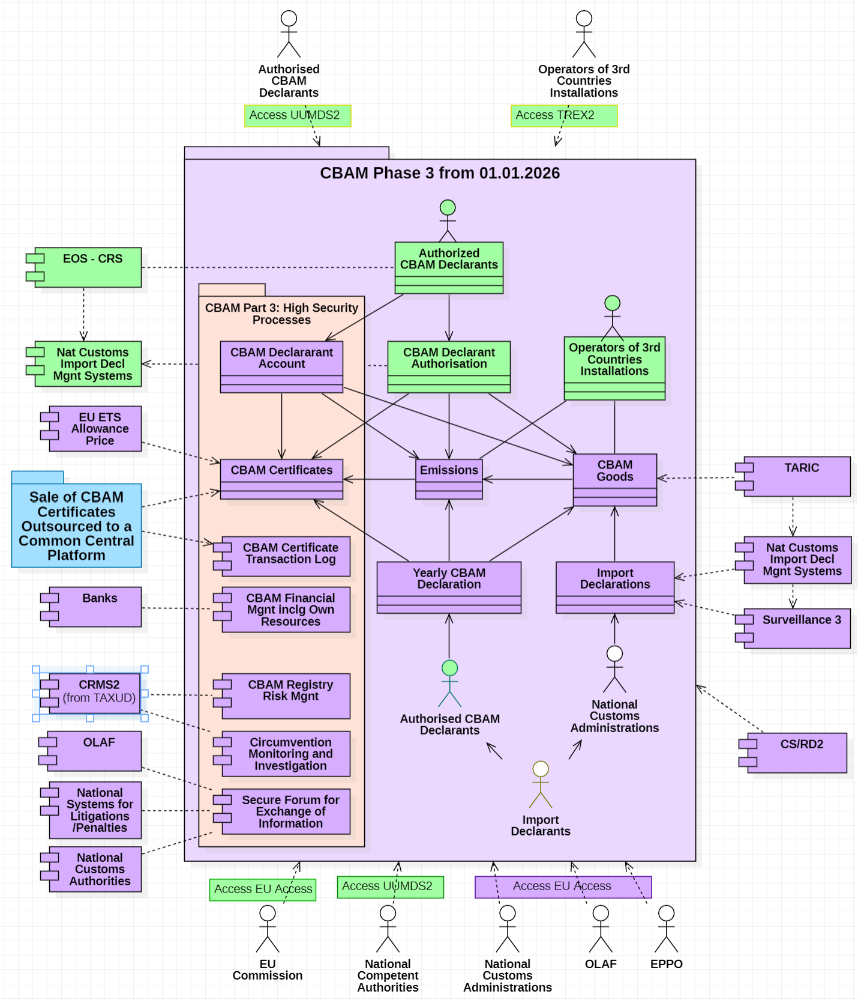 Authorised
CBAM
Declarants
Operators of 3rd
Countries
Installations
Access UUMDS2
Access TREX2
CBAM Phase 3 from 01.01.2026
Authorized
CBAM Declarants
EOS - CRS
CBAM Part 3: High Security
Processes
Nat Customs
Import Decl
Mgnt Systems
CBAM Declararant
Account
CBAM Declarant
Authorisation
Operators of 3rd
Countries
Installations
EU ETS
Allowance
Price
CBAM Certificates
Emissions
CBAM
Goods
TARIC
Sale of CBAM
Certificates
Outsourced to a
Common Central
Platform
CBAM Certificate
Transaction Log
Nat Customs
Import Decl
Mgnt Systems
Yearly CBAM
Declaration
Import
Declarations
Banks
CBAM Financial
Mgnt inclg Own
Resources
Surveillance 3
CRMS2
(from TAXUD)
CBAM Registry
Risk Mgnt
Authorised CBAM
Declarants
National
Customs
Administrations
OLAF
Circumvention
Monitoring and
Investigation
CS/RD2
National
Systems for
Litigations
/Penalties
Secure Forum for
Exchange of
Information
Import
Declarants
National
Customs
Authorities
Access EU Access
Access UUMDS2
Access EU Access
EU
Commission
National
Competent
Authorities
National
Customs
Administrations
OLAF
EPPO